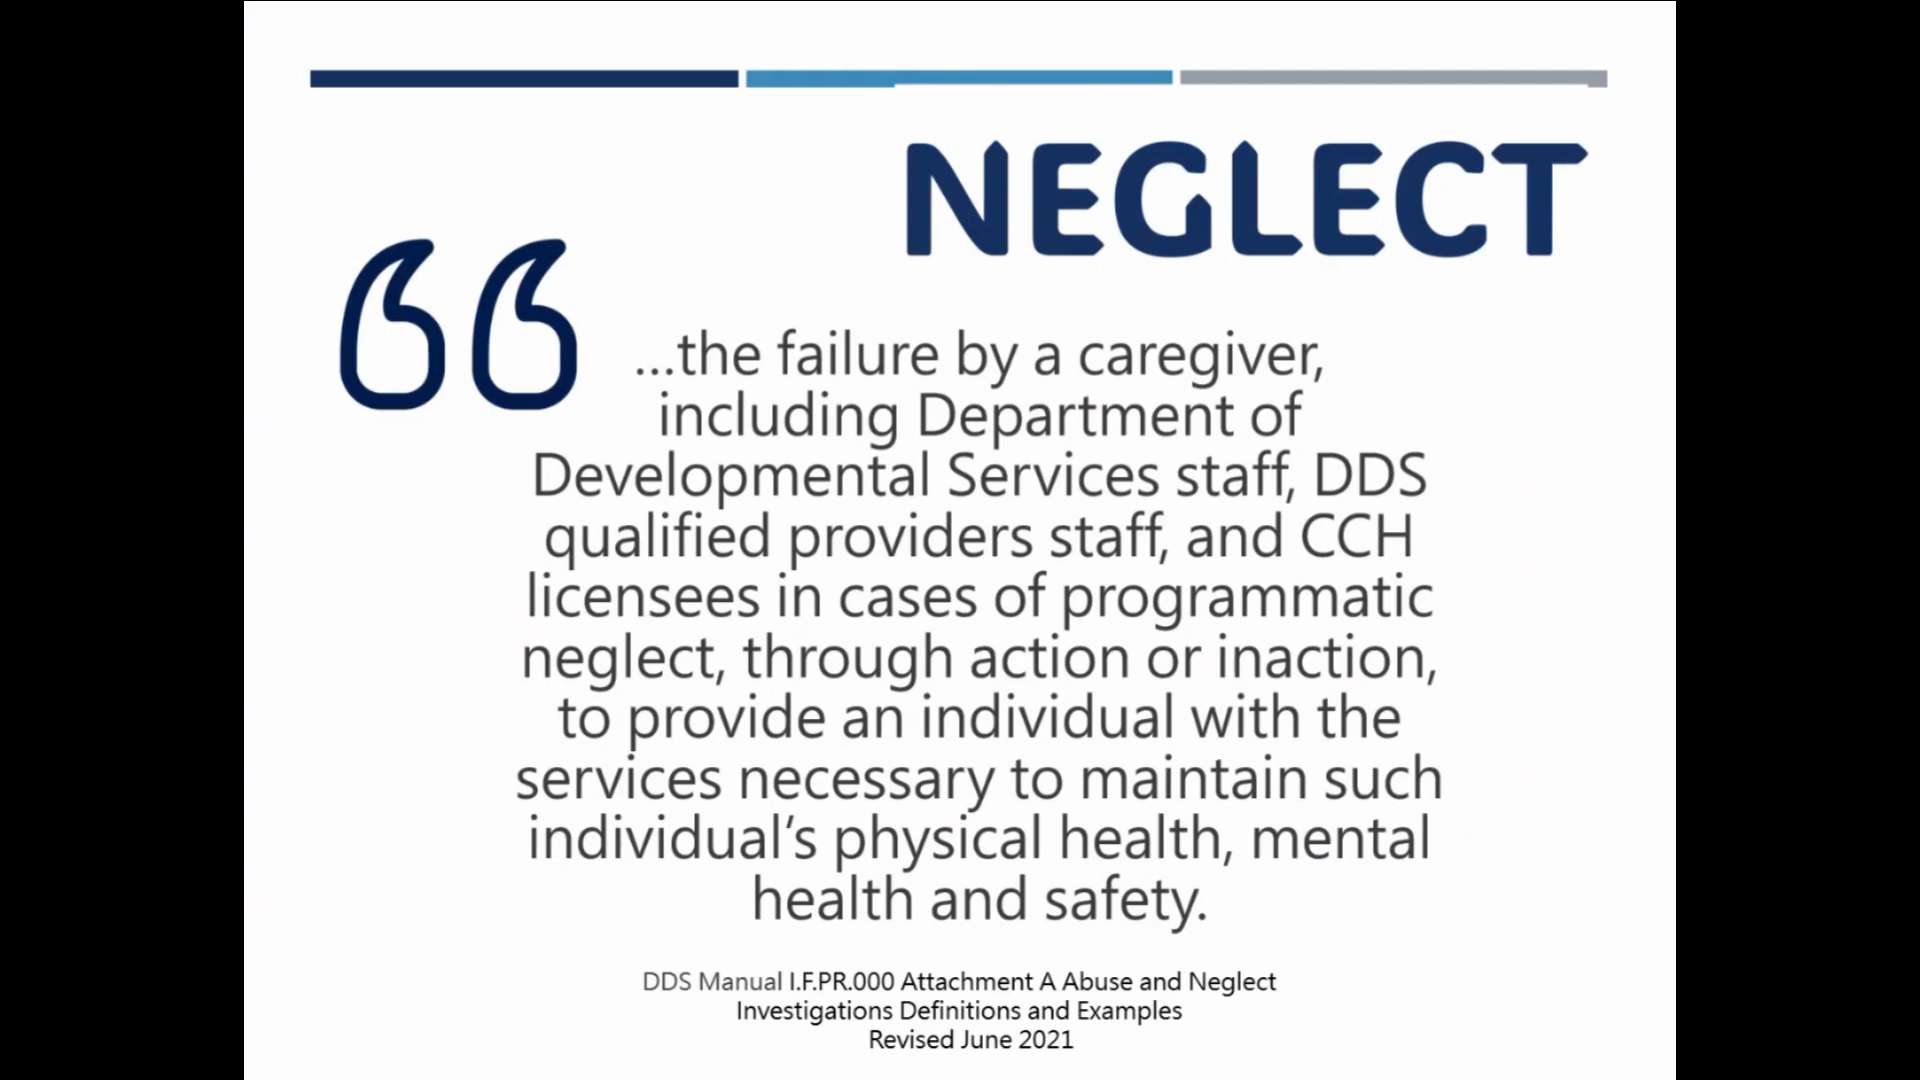 NEGLECT
...the failure by a caregiver,
including Department of
Developmental Services staff, DDS
qualified providers staff, and CCH
licensees in cases of programmatic
neglect, through action or inaction,
to provide an individual with the
services necessary to maintain such
individual’s physical health, mental
health and safety.
DDS Manual I.F.PR.000 Attachment A Abuse and Neglect
Investigations Definitions and Examples
Revised June 2021